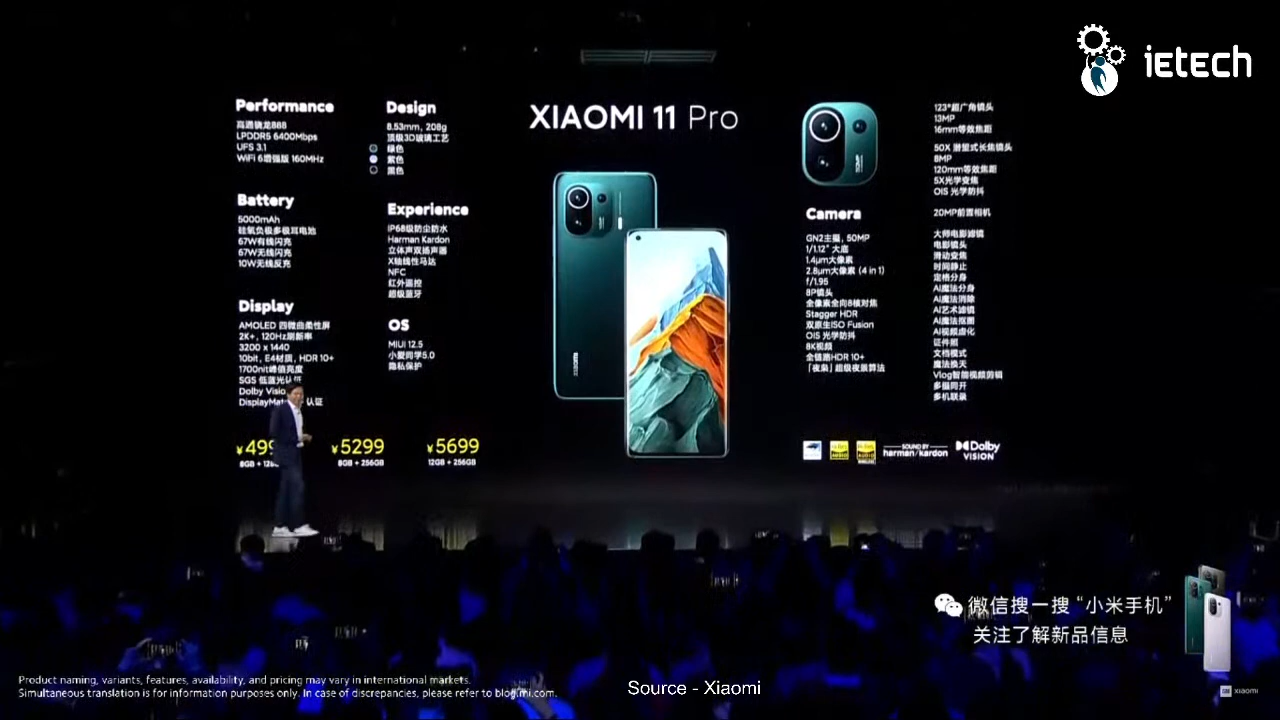 ietech
XIAOMI 11 Pro
Performance
高通骁龙888
LPDDR5 6400Mbps
UFS 3.1
WiFi 6增强版 160MHz
Battery
5000mAh
硅氧负极多极耳电池
67W有线闪充
67W无线闪充
10W无线反充
Display
AMOLED 四微曲柔性屏
2K+, 120Hz刷新率
3200 x 1440
10bit, E4材质, HDR 10+
1700nit峰值亮度
SGS 低蓝光认证
Dolby Visio
DisplayMat 认证
Design
8.53mm, 208g
顶级3D玻璃工艺
绿色
紫色
黑色
Experience
IP68级防尘防水
Harman Kardon
立体声双扬声器
X轴线性马达
NFC
红外遥控
超级蓝牙
OS
MIUI 12.5
小爱同学5.0
隐私保护
¥499
8GB + 128
¥5299
8GB + 256GB
¥5699
12GB + 256GB
xiaomi
50MP
Camera
GN2主摄, 50MP
1/1.12" 大底
1.4μm大像素
2.8μm大像素 (4 in 1)
f/1.95
8P镜头
全像素全向8核对焦
Stagger HDR
双原生ISO Fusion
OIS 光学防抖
8K视频
全链路HDR 10+
「夜枭」超级夜景算法
123°超广角镜头
13MP
16mm等效焦距
50X 潜望式长焦镜头
8MP
120mm等效焦距
5X光学变焦
OIS 光学防抖
20MP前置相机
大师电影滤镜
电影镜头
滑动变焦
时间静止
定格分身
AI魔法分身
AI魔法消除
AI艺术滤镜
AI魔法抠图
AI视频虚化
证件照
文档模式
魔法换天
Vlog智能视频剪辑
多摄同开
多机联录
SOUND BY
harman/kardon
Dolby
VISION
微信搜一搜 “小米手机”
关注了解新品信息
xiaomi
Product naming, variants, features, availability, and pricing may vary in international markets.
Simultaneous translation is for information purposes only. In case of discrepancies, please refer to blog.mi.com.
Source - Xiaomi